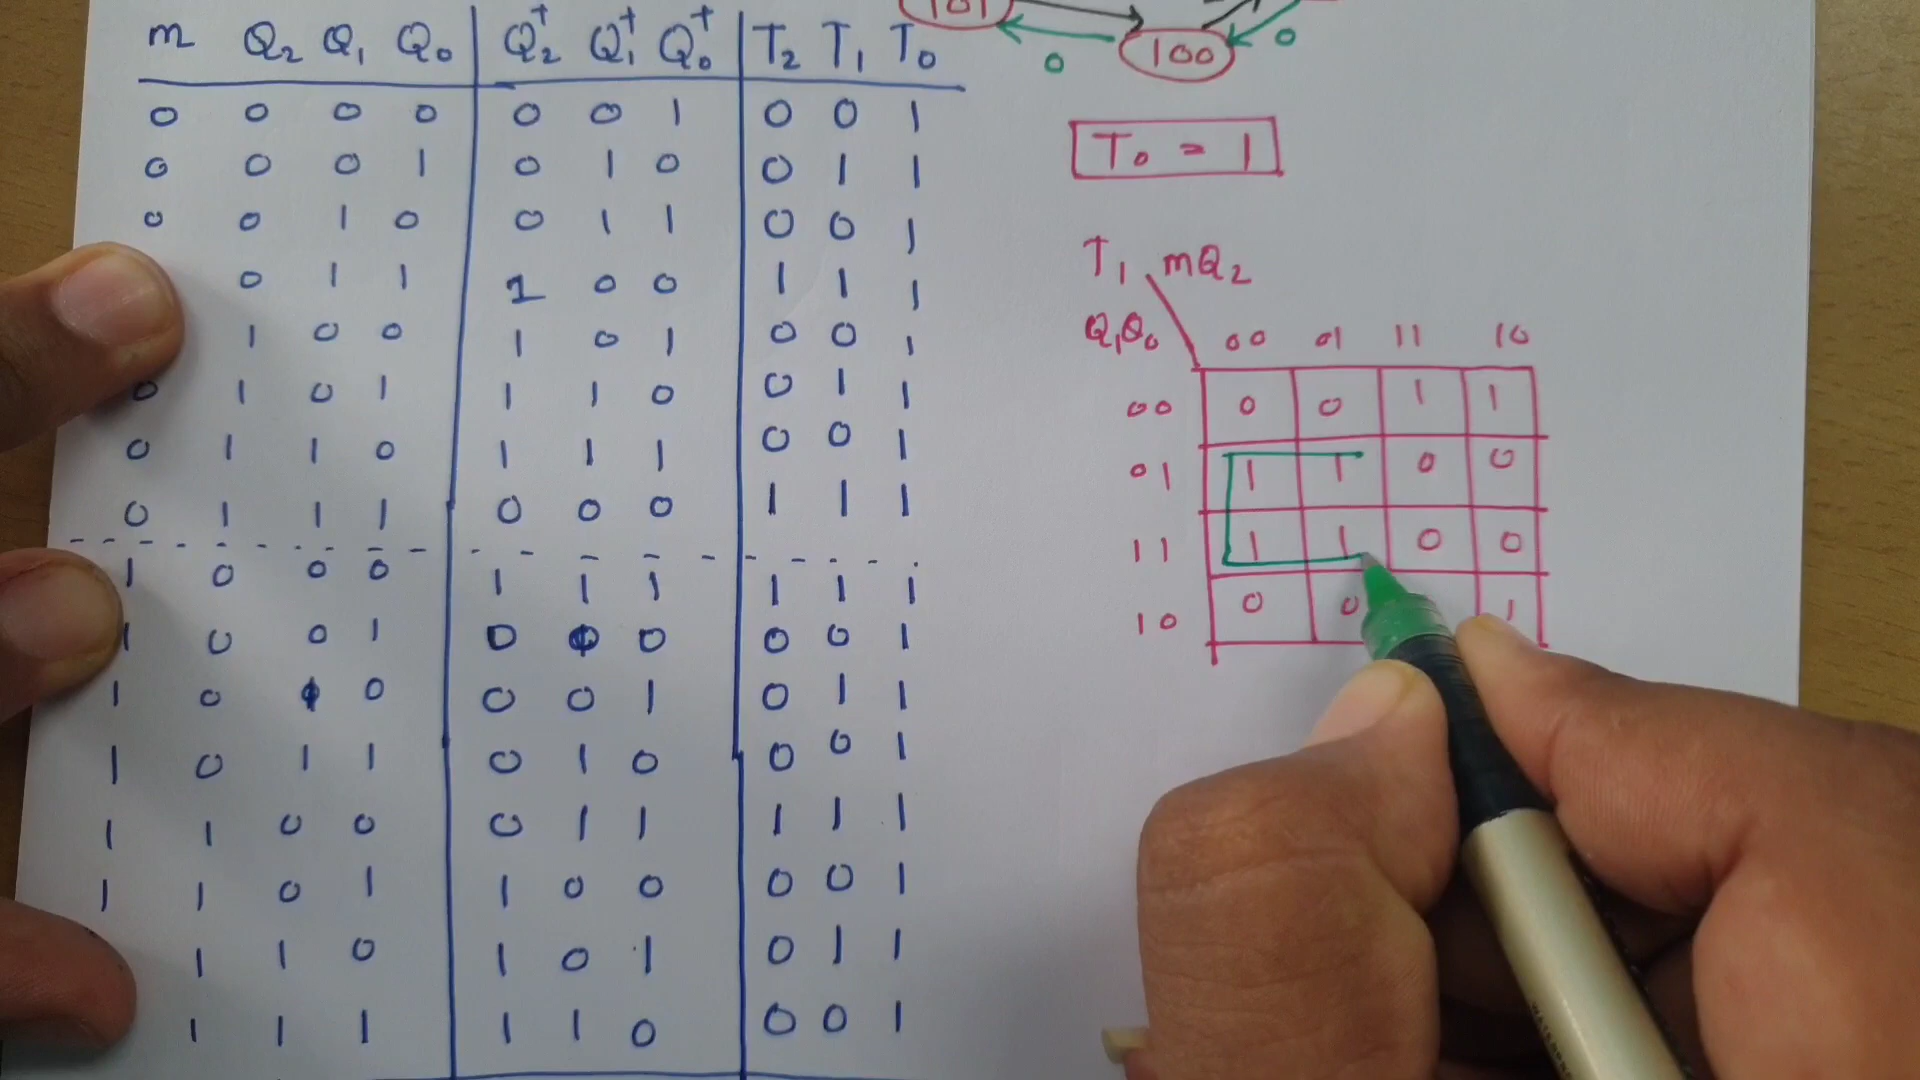 101
100
0
0
m Q2 Q1 Q0 Q2+ Q1+ Q0+ T2 T1 T0
0 0 0 0 0 0 1 0 0 1
0 0 0 1 0 1 0 0 1 1
0 0 1 0 0 1 1 0 0 1
0 1 1 1 0 0 1 1 1
1 0 0 1 0 1 0 0 1
0 1 0 1 1 1 0 0 1 1
0 1 1 0 1 1 1 0 0 1
0 1 1 1 0 0 0 1 1 1
1 0 0 0 1 1 1 1 1 1
1 0 0 1 0 0 0 0 0 1
1 0 1 0 0 0 1 0 1 1
1 0 1 1 0 1 0 0 0 1
1 1 0 0 0 1 1 1 1 1
1 1 0 1 1 0 0 0 0 1
1 1 0 1 0 1 0 1 1
1 1 1 1 1 0 0 0 1
T0 = 1
T1 mQ2
Q1Q0 00 01 11 10
00 0 0 1 1
01 1 1 0 0
11 1 1 0 0
10 0 0 1